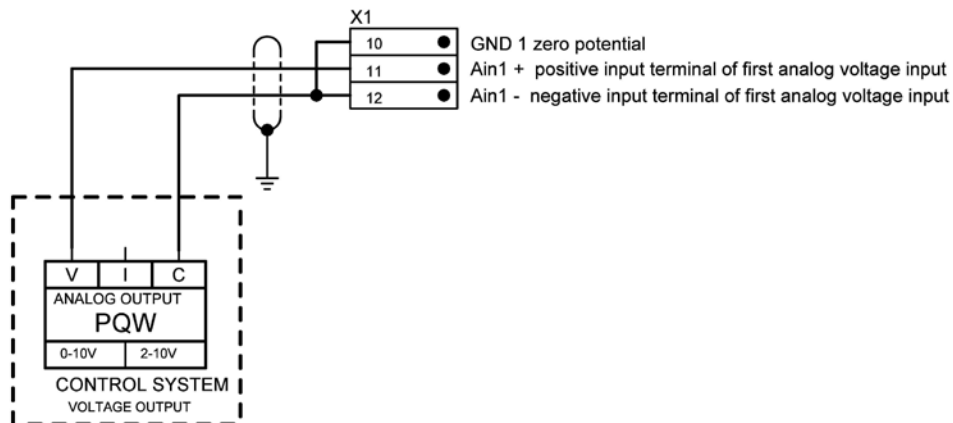 X1
10 GND 1 zero potential
11 Ain1 + positive input terminal of first analog voltage input
12 Ain1 - negative input terminal of first analog voltage input
V I C
ANALOG OUTPUT
PQW
0-10V 2-10V
CONTROL SYSTEM
VOLTAGE OUTPUT